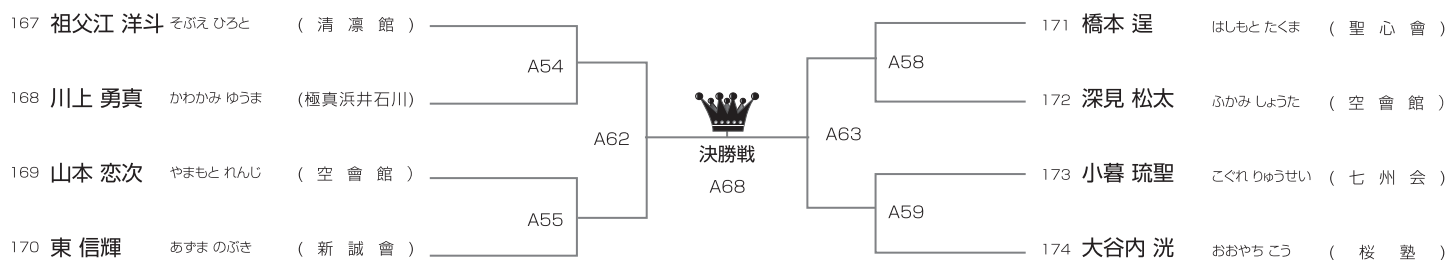 167 祖父江 洋斗 そぶえ ひろと ( 清 凛 館 )
168 川上 勇真 かわかみ ゆうま (極真浜井石川)
169 山本 恋次 やまもと れんじ ( 空 會 館 )
170 東 信輝 あずま のぶき ( 新 誠 會 )
A54
A55
A62
決勝戦
A68
A63
A58
A59
171 橋本 逞 はしもと たくま ( 聖 心 會 )
172 深見 松太 ふかみ しょうた ( 空 會 館 )
173 小暮 琉聖 こぐれ りゅうせい ( 七 州 会 )
174 大谷内 洸 おおやち こう ( 桜 塾 )